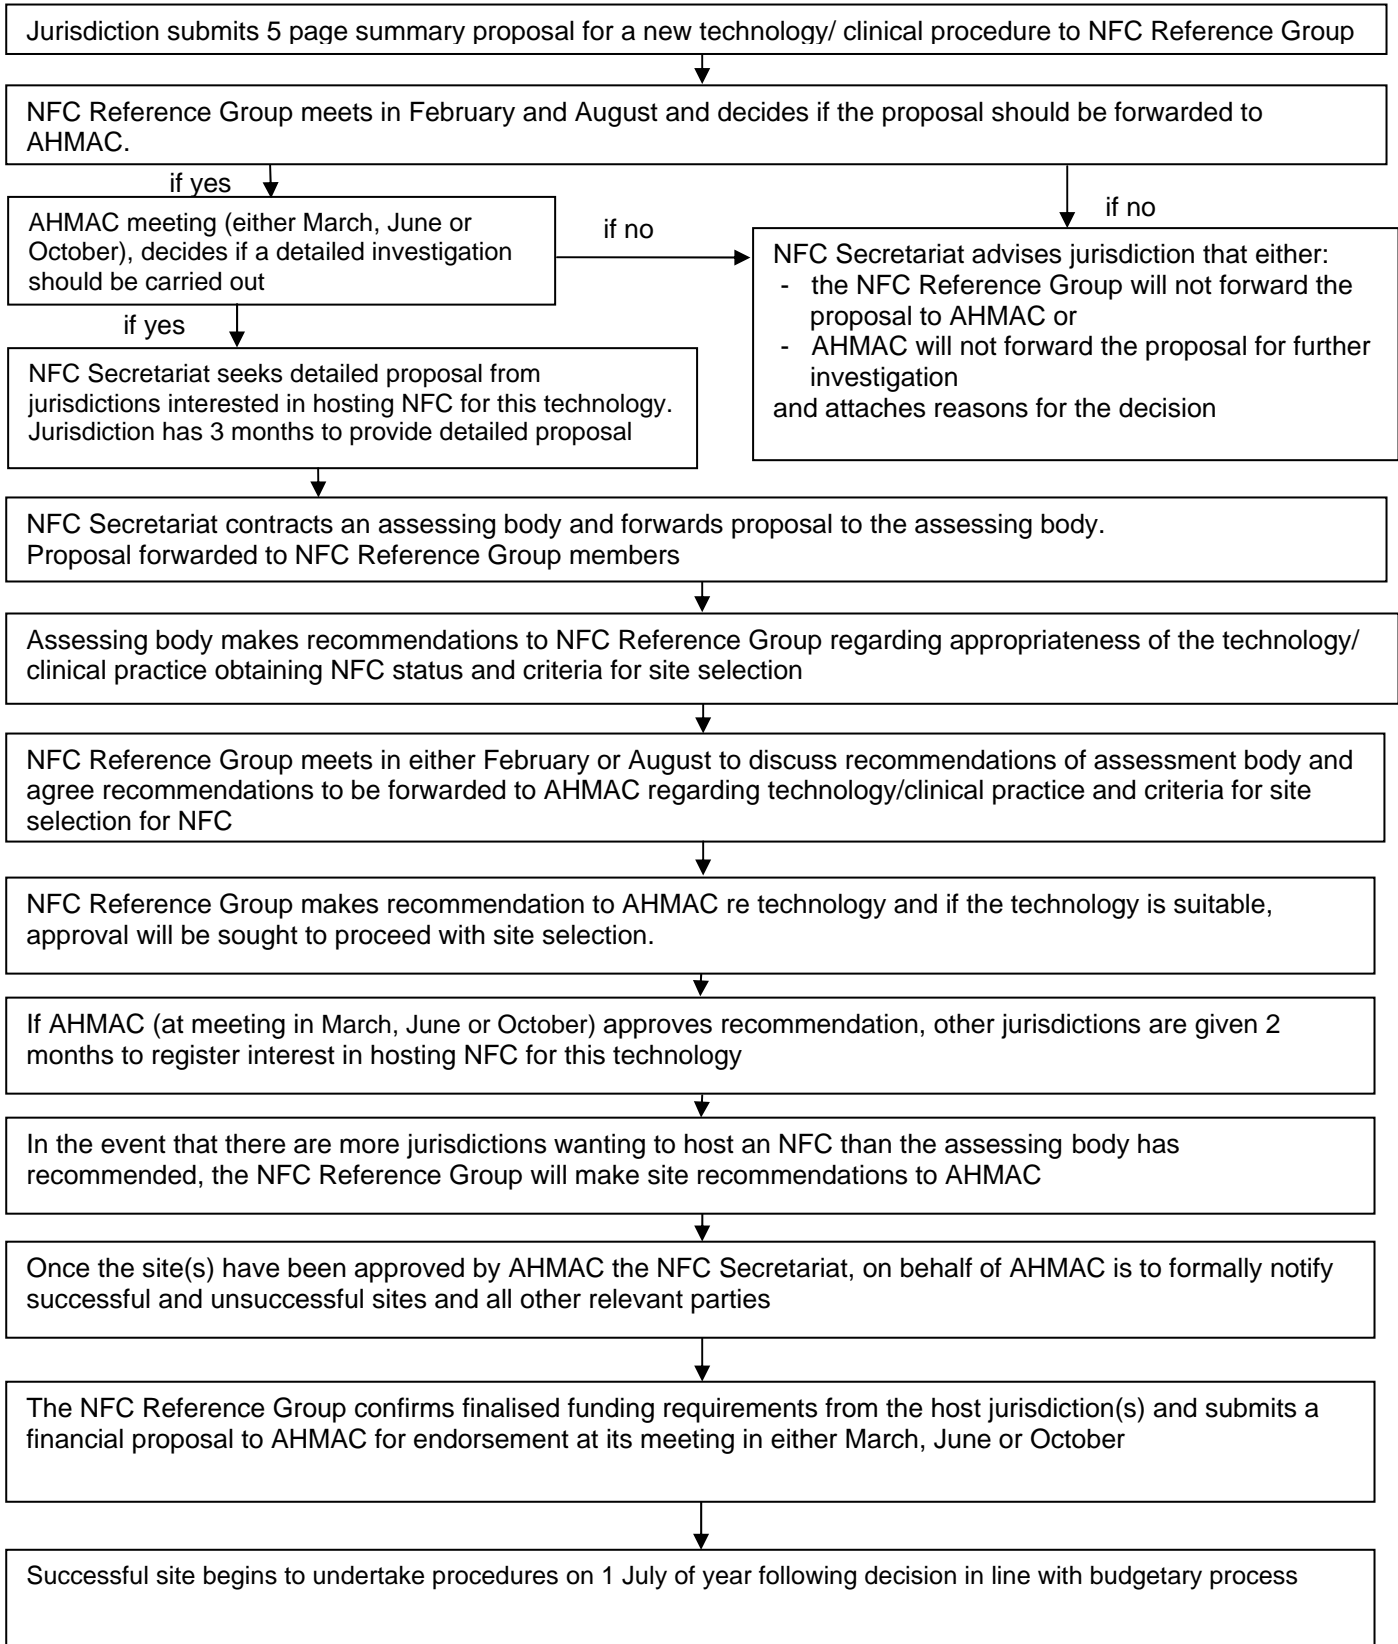 Jurisdiction submits 5 page summary proposal for a new technology/ clinical procedure to NFC Reference Group
NFC Reference Group meets in February and August and decides if the proposal should be forwarded to
AHMAC.
if yes
if no
AHMAC meeting (either March, June or
October), decides if a detailed investigation
should be carried out
if no
NFC Secretariat advises jurisdiction that either:
- the NFC Reference Group will not forward the
proposal to AHMAC or
- AHMAC will not forward the proposal for further
investigation
and attaches reasons for the decision
if yes
NFC Secretariat seeks detailed proposal from
jurisdictions interested in hosting NFC for this technology.
Jurisdiction has 3 months to provide detailed proposal
NFC Secretariat contracts an assessing body and forwards proposal to the assessing body.
Proposal forwarded to NFC Reference Group members
Assessing body makes recommendations to NFC Reference Group regarding appropriateness of the technology/
clinical practice obtaining NFC status and criteria for site selection
NFC Reference Group meets in either February or August to discuss recommendations of assessment body and
agree recommendations to be forwarded to AHMAC regarding technology/clinical practice and criteria for site
selection for NFC
NFC Reference Group makes recommendation to AHMAC re technology and if the technology is suitable,
approval will be sought to proceed with site selection.
If AHMAC (at meeting in March, June or October) approves recommendation, other jurisdictions are given 2
months to register interest in hosting NFC for this technology
In the event that there are more jurisdictions wanting to host an NFC than the assessing body has
recommended, the NFC Reference Group will make site recommendations to AHMAC
Once the site(s) have been approved by AHMAC the NFC Secretariat, on behalf of AHMAC is to formally notify
successful and unsuccessful sites and all other relevant parties
The NFC Reference Group confirms finalised funding requirements from the host jurisdiction(s) and submits a
financial proposal to AHMAC for endorsement at its meeting in either March, June or October
Successful site begins to undertake procedures on 1 July of year following decision in line with budgetary process